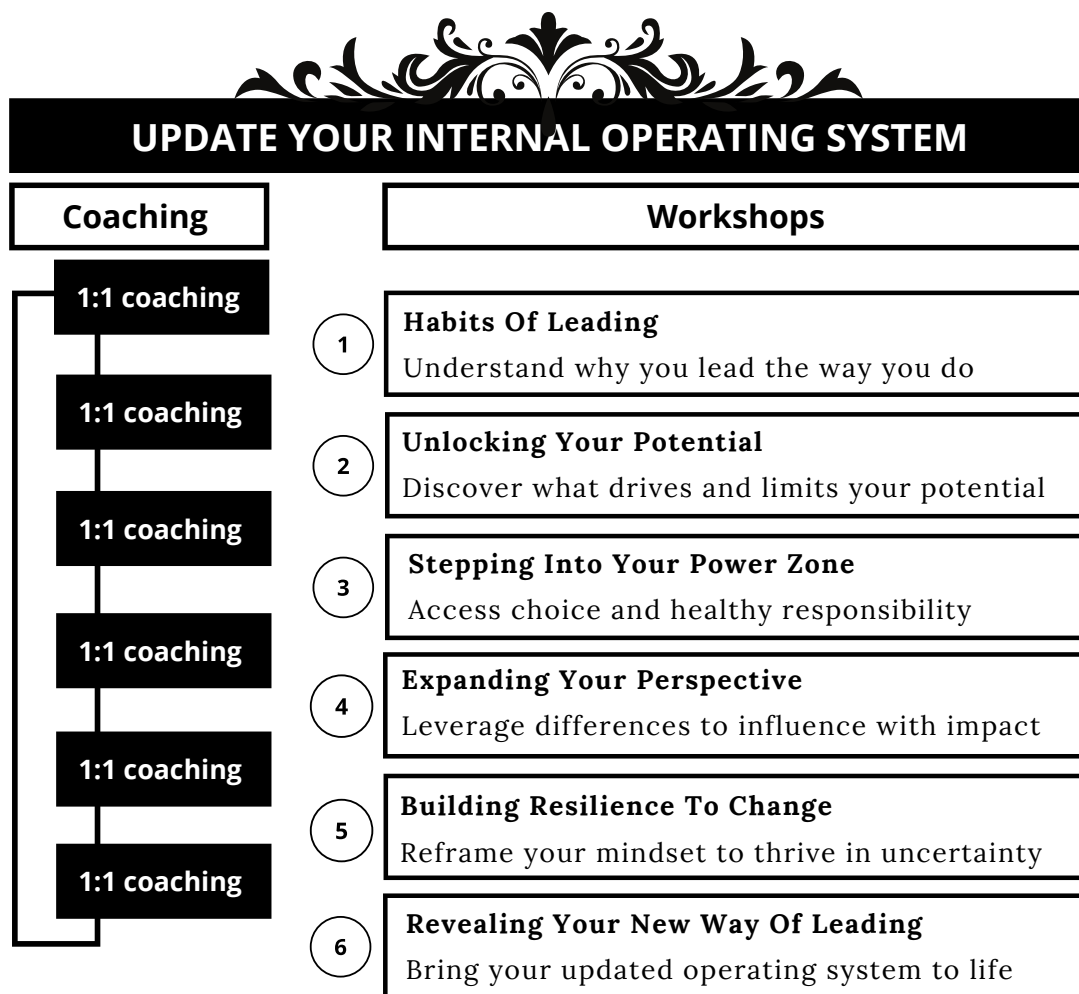 UPDATE YOUR INTERNAL OPERATING SYSTEM
Coaching
1:1 coaching
1:1 coaching
1:1 coaching
1:1 coaching
1:1 coaching
1:1 coaching
Workshops
1
Habits Of Leading
Understand why you lead the way you do
2
Unlocking Your Potential
Discover what drives and limits your potential
3
Stepping Into Your Power Zone
Access choice and healthy responsibility
4
Expanding Your Perspective
Leverage differences to influence with impact
5
Building Resilience To Change
Reframe your mindset to thrive in uncertainty
6
Revealing Your New Way Of Leading
Bring your updated operating system to life